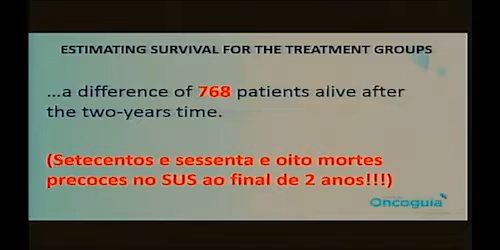 ESTIMATING SURVIVAL FOR THE TREATMENT GROUPS
...a difference of 768 patients alive after
the two-years time.
(Setecentos e sessenta e oito mortes
precoces no SUS ao final de 2 anos!!!)
Oncoguia